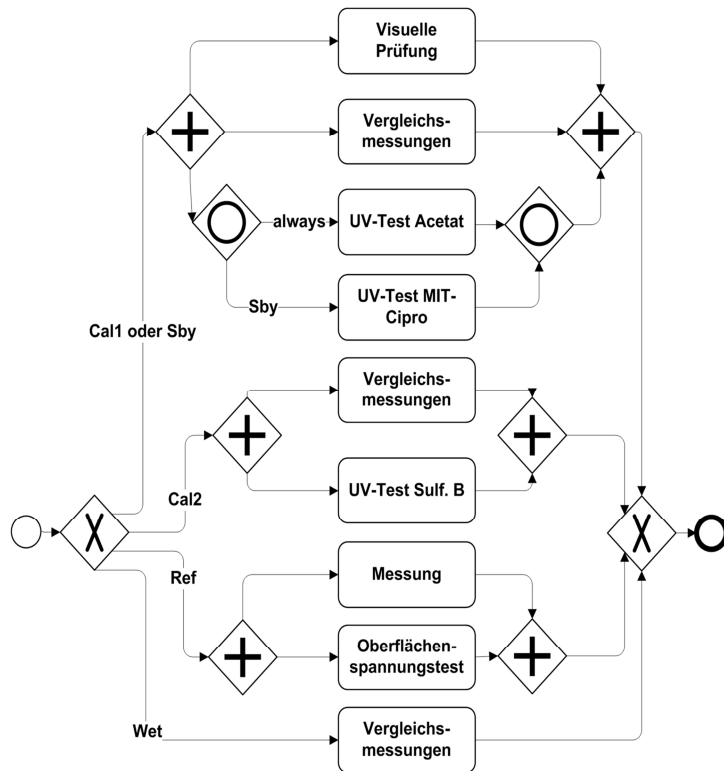 Visuelle
Prüfung
Vergleichs-
messungen
always
UV-Test Acetat
Sby
UV-Test MIT-
Cipro
Cal1 oder Sby
Vergleichs-
messungen
Cal2
UV-Test Sulf. B
Ref
Messung
Oberflächen-
spannungstest
Wet
Vergleichs-
messungen